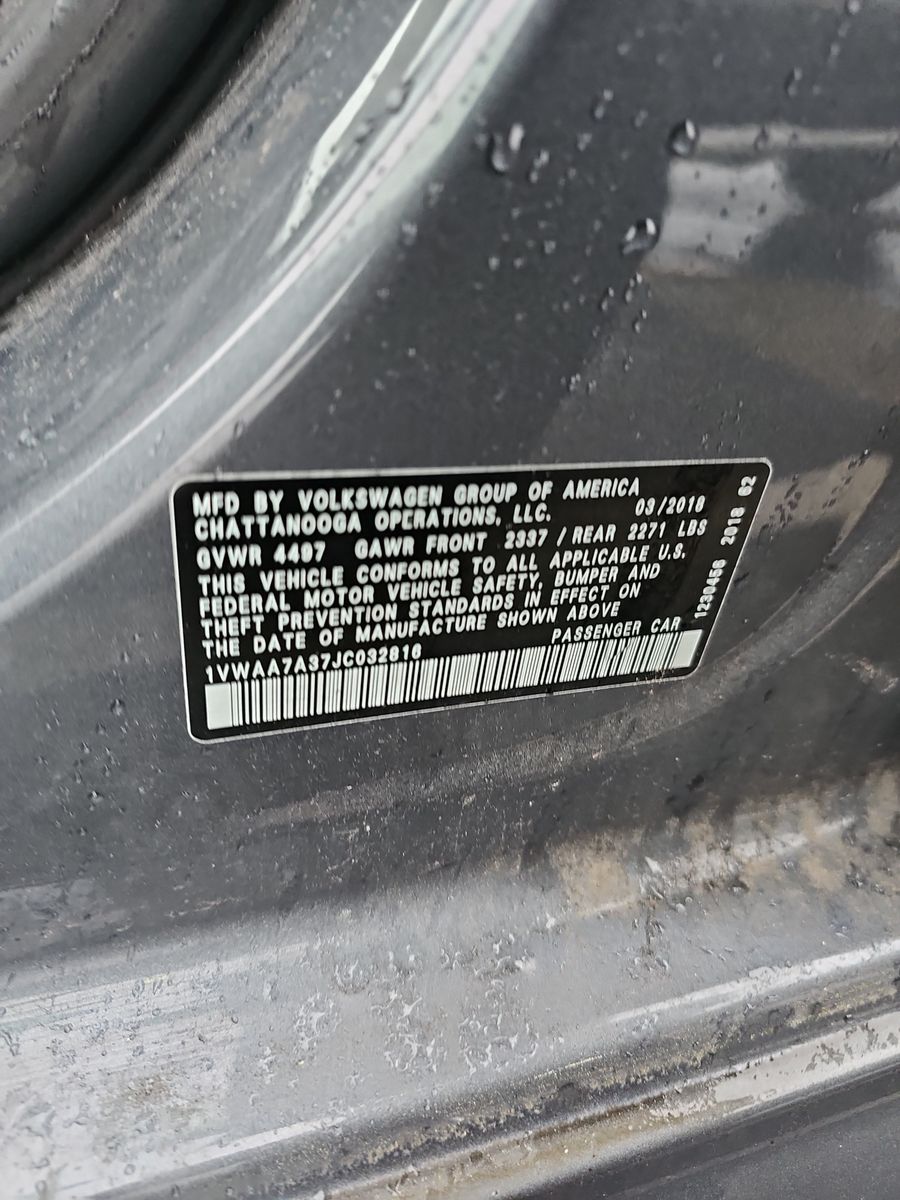 MFD BY VOLKSWAGEN GROUP OF AMERICA
CHATTANOOGA OPERATIONS, LLC. 03/2018
GVWR 4497 GAWR FRONT 2337 / REAR 2271 LBS
THIS VEHICLE CONFORMS TO ALL APPLICABLE U.S.
FEDERAL MOTOR VEHICLE SAFETY, BUMPER AND
THEFT PREVENTION STANDARDS IN EFFECT ON
THE DATE OF MANUFACTURE SHOWN ABOVE
1VWAA7A37JC032816 PASSENGER CAR
2018 62